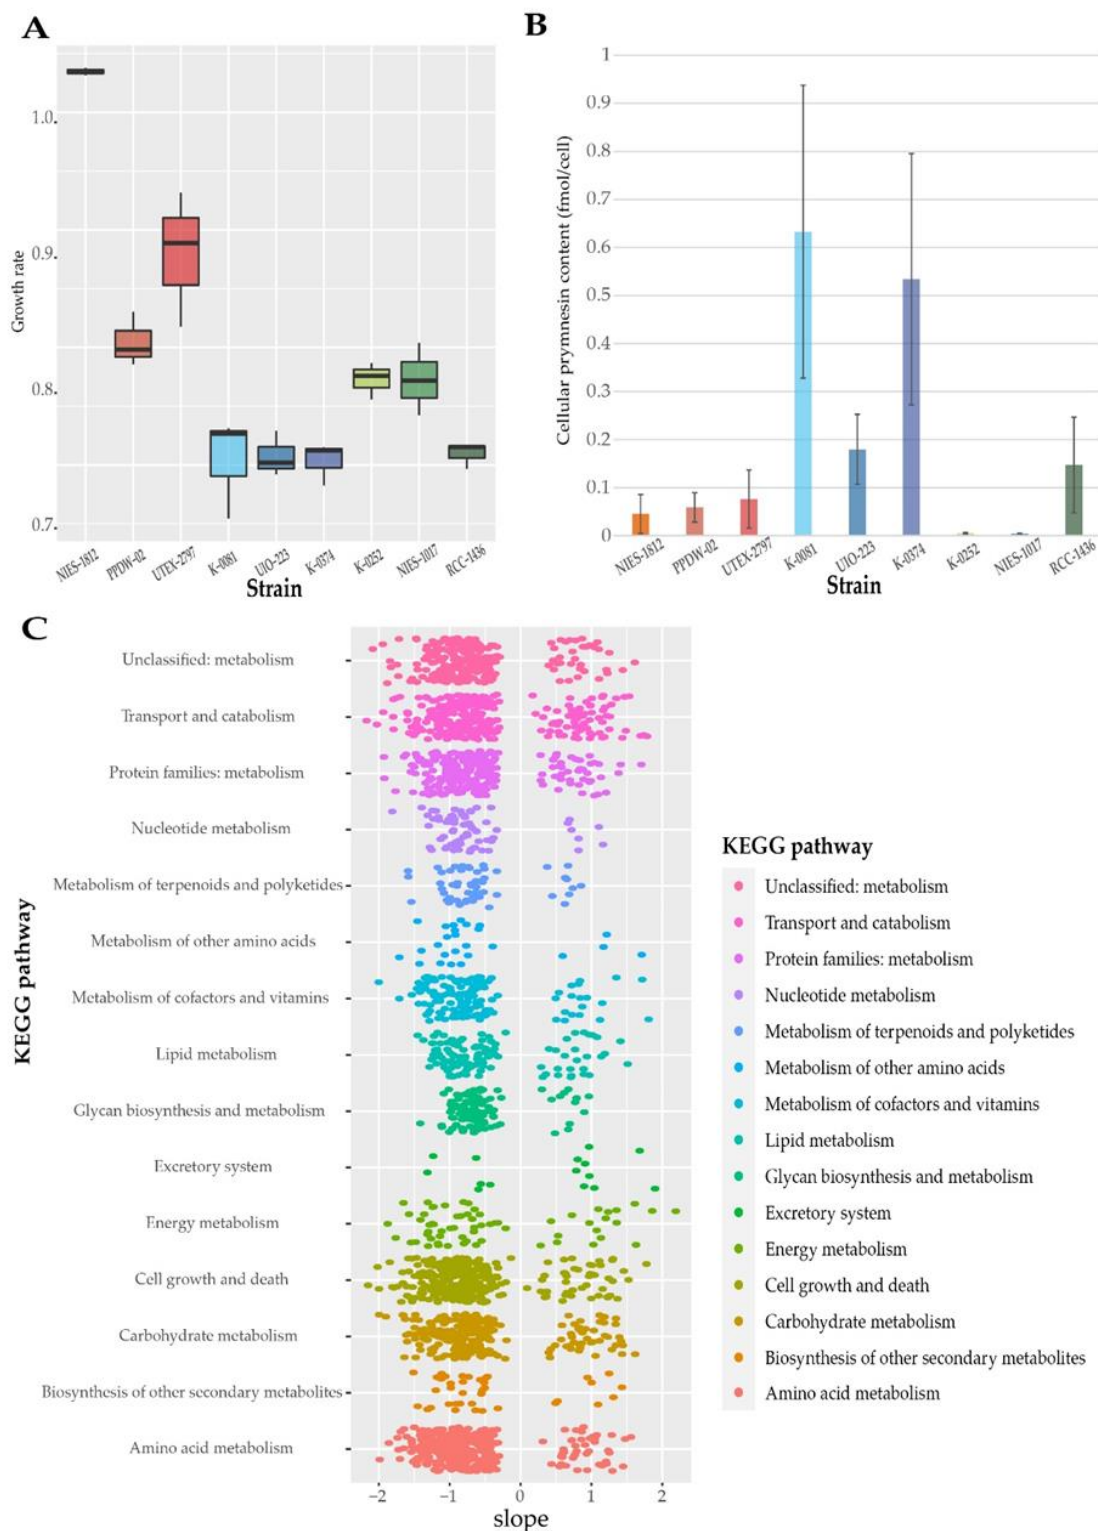 A
1.0
0.9
0.8
0.7
Growth rate
NIES-1812
PPDW-02
UTEX-2797
K-0081
UIO-223
K-0374
K-0252
NIES-1017
RCC-1436
Strain
B
1
0.9
0.8
0.7
0.6
0.5
0.4
0.3
0.2
0.1
0
Cellular prymnesin content (fmol/cell)
NIES-1812
PPDW-02
UTEX-2797
K-0081
UIO-223
K-0374
K-0252
NIES-1017
RCC-1436
Strain
C
KEGG pathway
Unclassified: metabolism
Transport and catabolism
Protein families: metabolism
Nucleotide metabolism
Metabolism of terpenoids and polyketides
Metabolism of other amino acids
Metabolism of cofactors and vitamins
Lipid metabolism
Glycan biosynthesis and metabolism
Excretory system
Energy metabolism
Cell growth and death
Carbohydrate metabolism
Biosynthesis of other secondary metabolites
Amino acid metabolism
−2
−1
0
1
2
slope
KEGG pathway
Unclassified: metabolism
Transport and catabolism
Protein families: metabolism
Nucleotide metabolism
Metabolism of terpenoids and polyketides
Metabolism of other amino acids
Metabolism of cofactors and vitamins
Lipid metabolism
Glycan biosynthesis and metabolism
Excretory system
Energy metabolism
Cell growth and death
Carbohydrate metabolism
Biosynthesis of other secondary metabolites
Amino acid metabolism